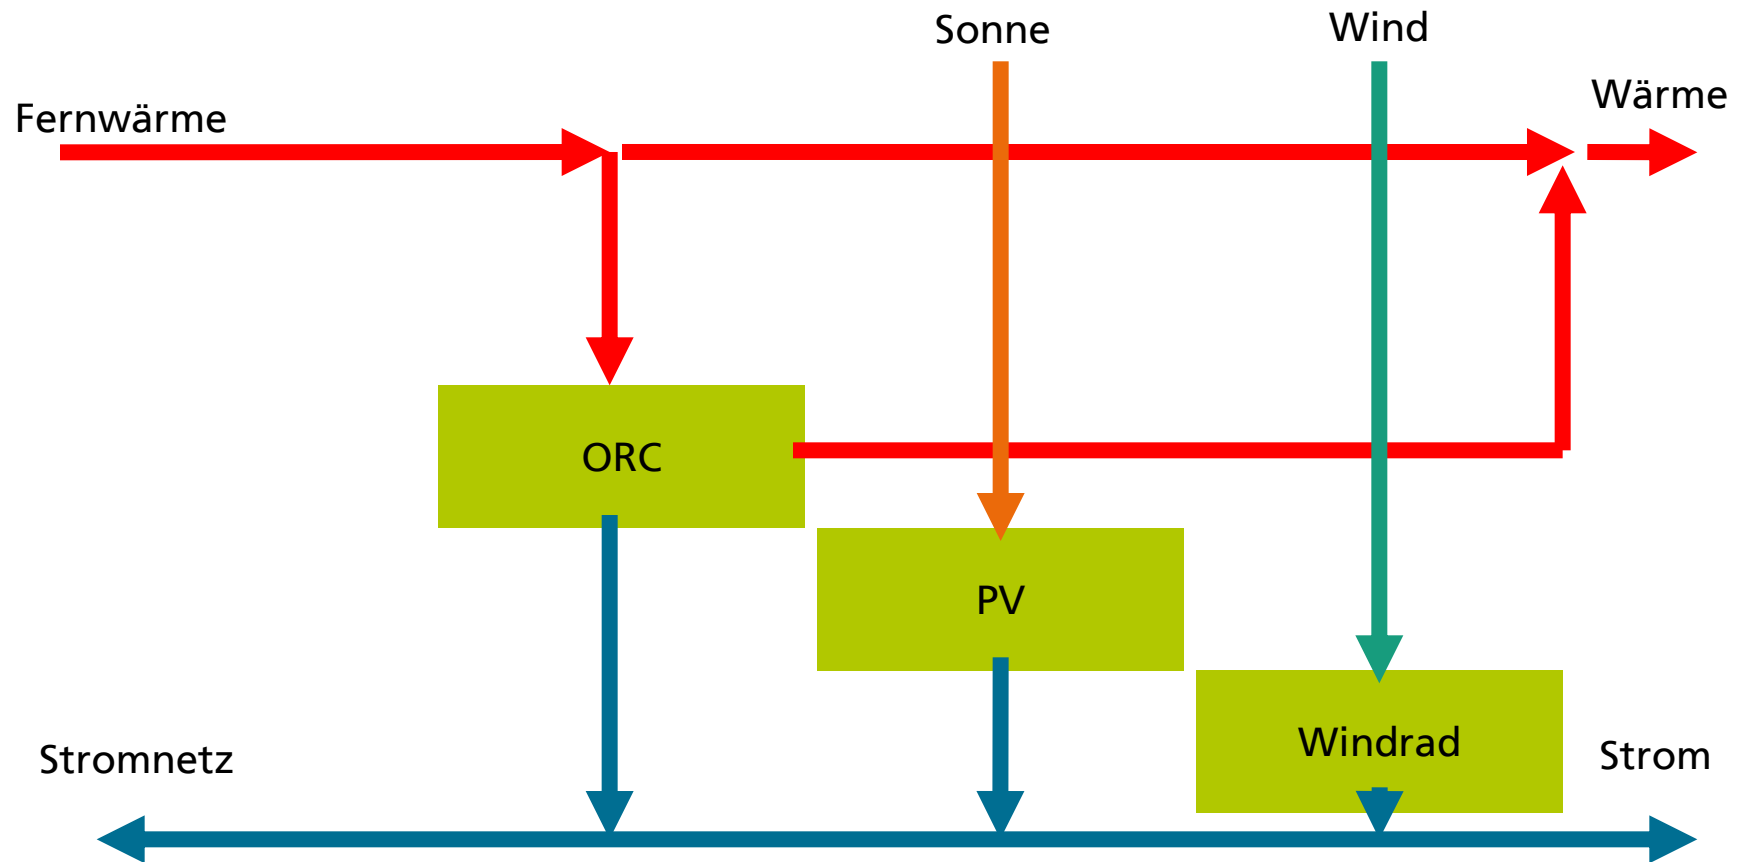 Sonne
Wind
Wärme
Fernwärme
ORC
PV
Windrad
Stromnetz
Strom